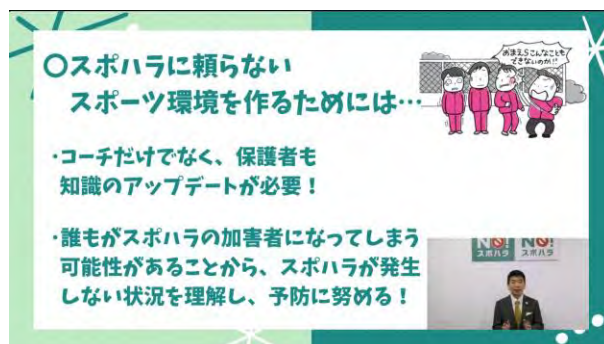 〇スポハラに頼らない
スポーツ環境を作るためには…
おまえらこんなことも
できないのか!!
・コーチだけでなく、保護者も
知識のアップデートが必要！
・誰もがスポハラの加害者になってしまう
可能性があることから、スポハラが発生
しない状況を理解し、予防に努める！
NO!
スポハラ
NO!
スポハラ